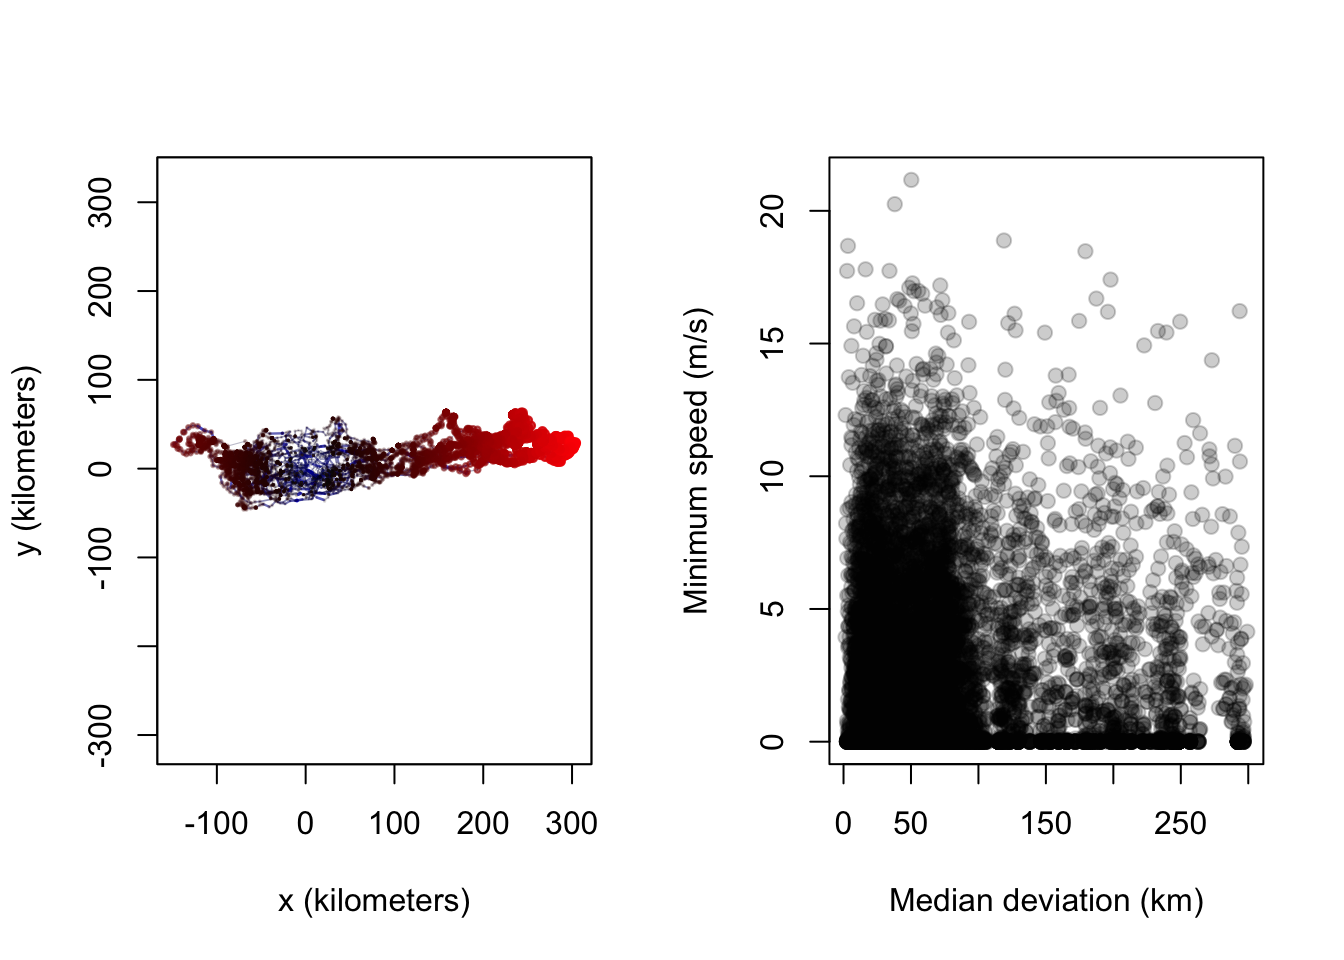 y (kilometers)
300
200
100
0
-100
-300
-100 0 100 200 300
x (kilometers)
Minimum speed (m/s)
20
15
10
5
0
0 50 150 250
Median deviation (km)